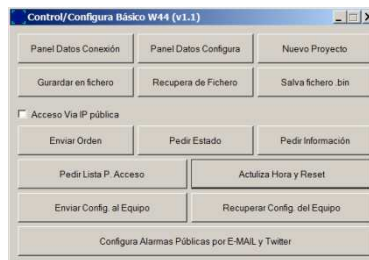 Control/Configura Básico W44 (v1.1)
Panel Datos Conexión Panel Datos Configura Nuevo Proyecto
Gurardar en fichero Recupera de Fichero Salva fichero .bin
Acceso Via IP pública
Enviar Orden Pedir Estado Pedir Información
Pedir Lista P. Acceso Actuliza Hora y Reset
Enviar Config. al Equipo Recuperar Config. del Equipo
Configura Alarmas Públicas por E-MAIL y Twitter